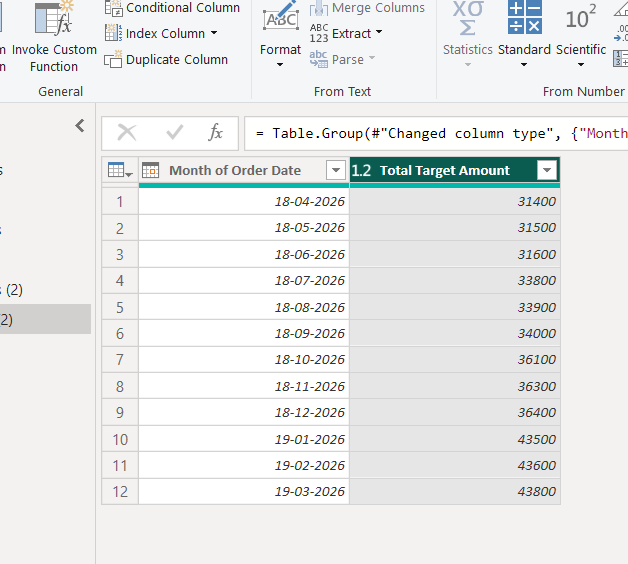 Conditional Column
Merge Columns
Index Column
Extract
Invoke Custom
Function
Duplicate Column
Format
Parse
Statistics
Standard
Scientific
General
From Text
From Number
ABC
ABC
123
abc
ΧΣ
10²
.00
fx
= Table.Group(#"Changed column type", {"Month
Month of Order Date
1.2 Total Target Amount
1 18-04-2026 31400
2 18-05-2026 31500
3 18-06-2026 31600
4 18-07-2026 33800
5 18-08-2026 33900
6 18-09-2026 34000
7 18-10-2026 36100
8 18-11-2026 36300
9 18-12-2026 36400
10 19-01-2026 43500
11 19-02-2026 43600
12 19-03-2026 43800
(2)
2)